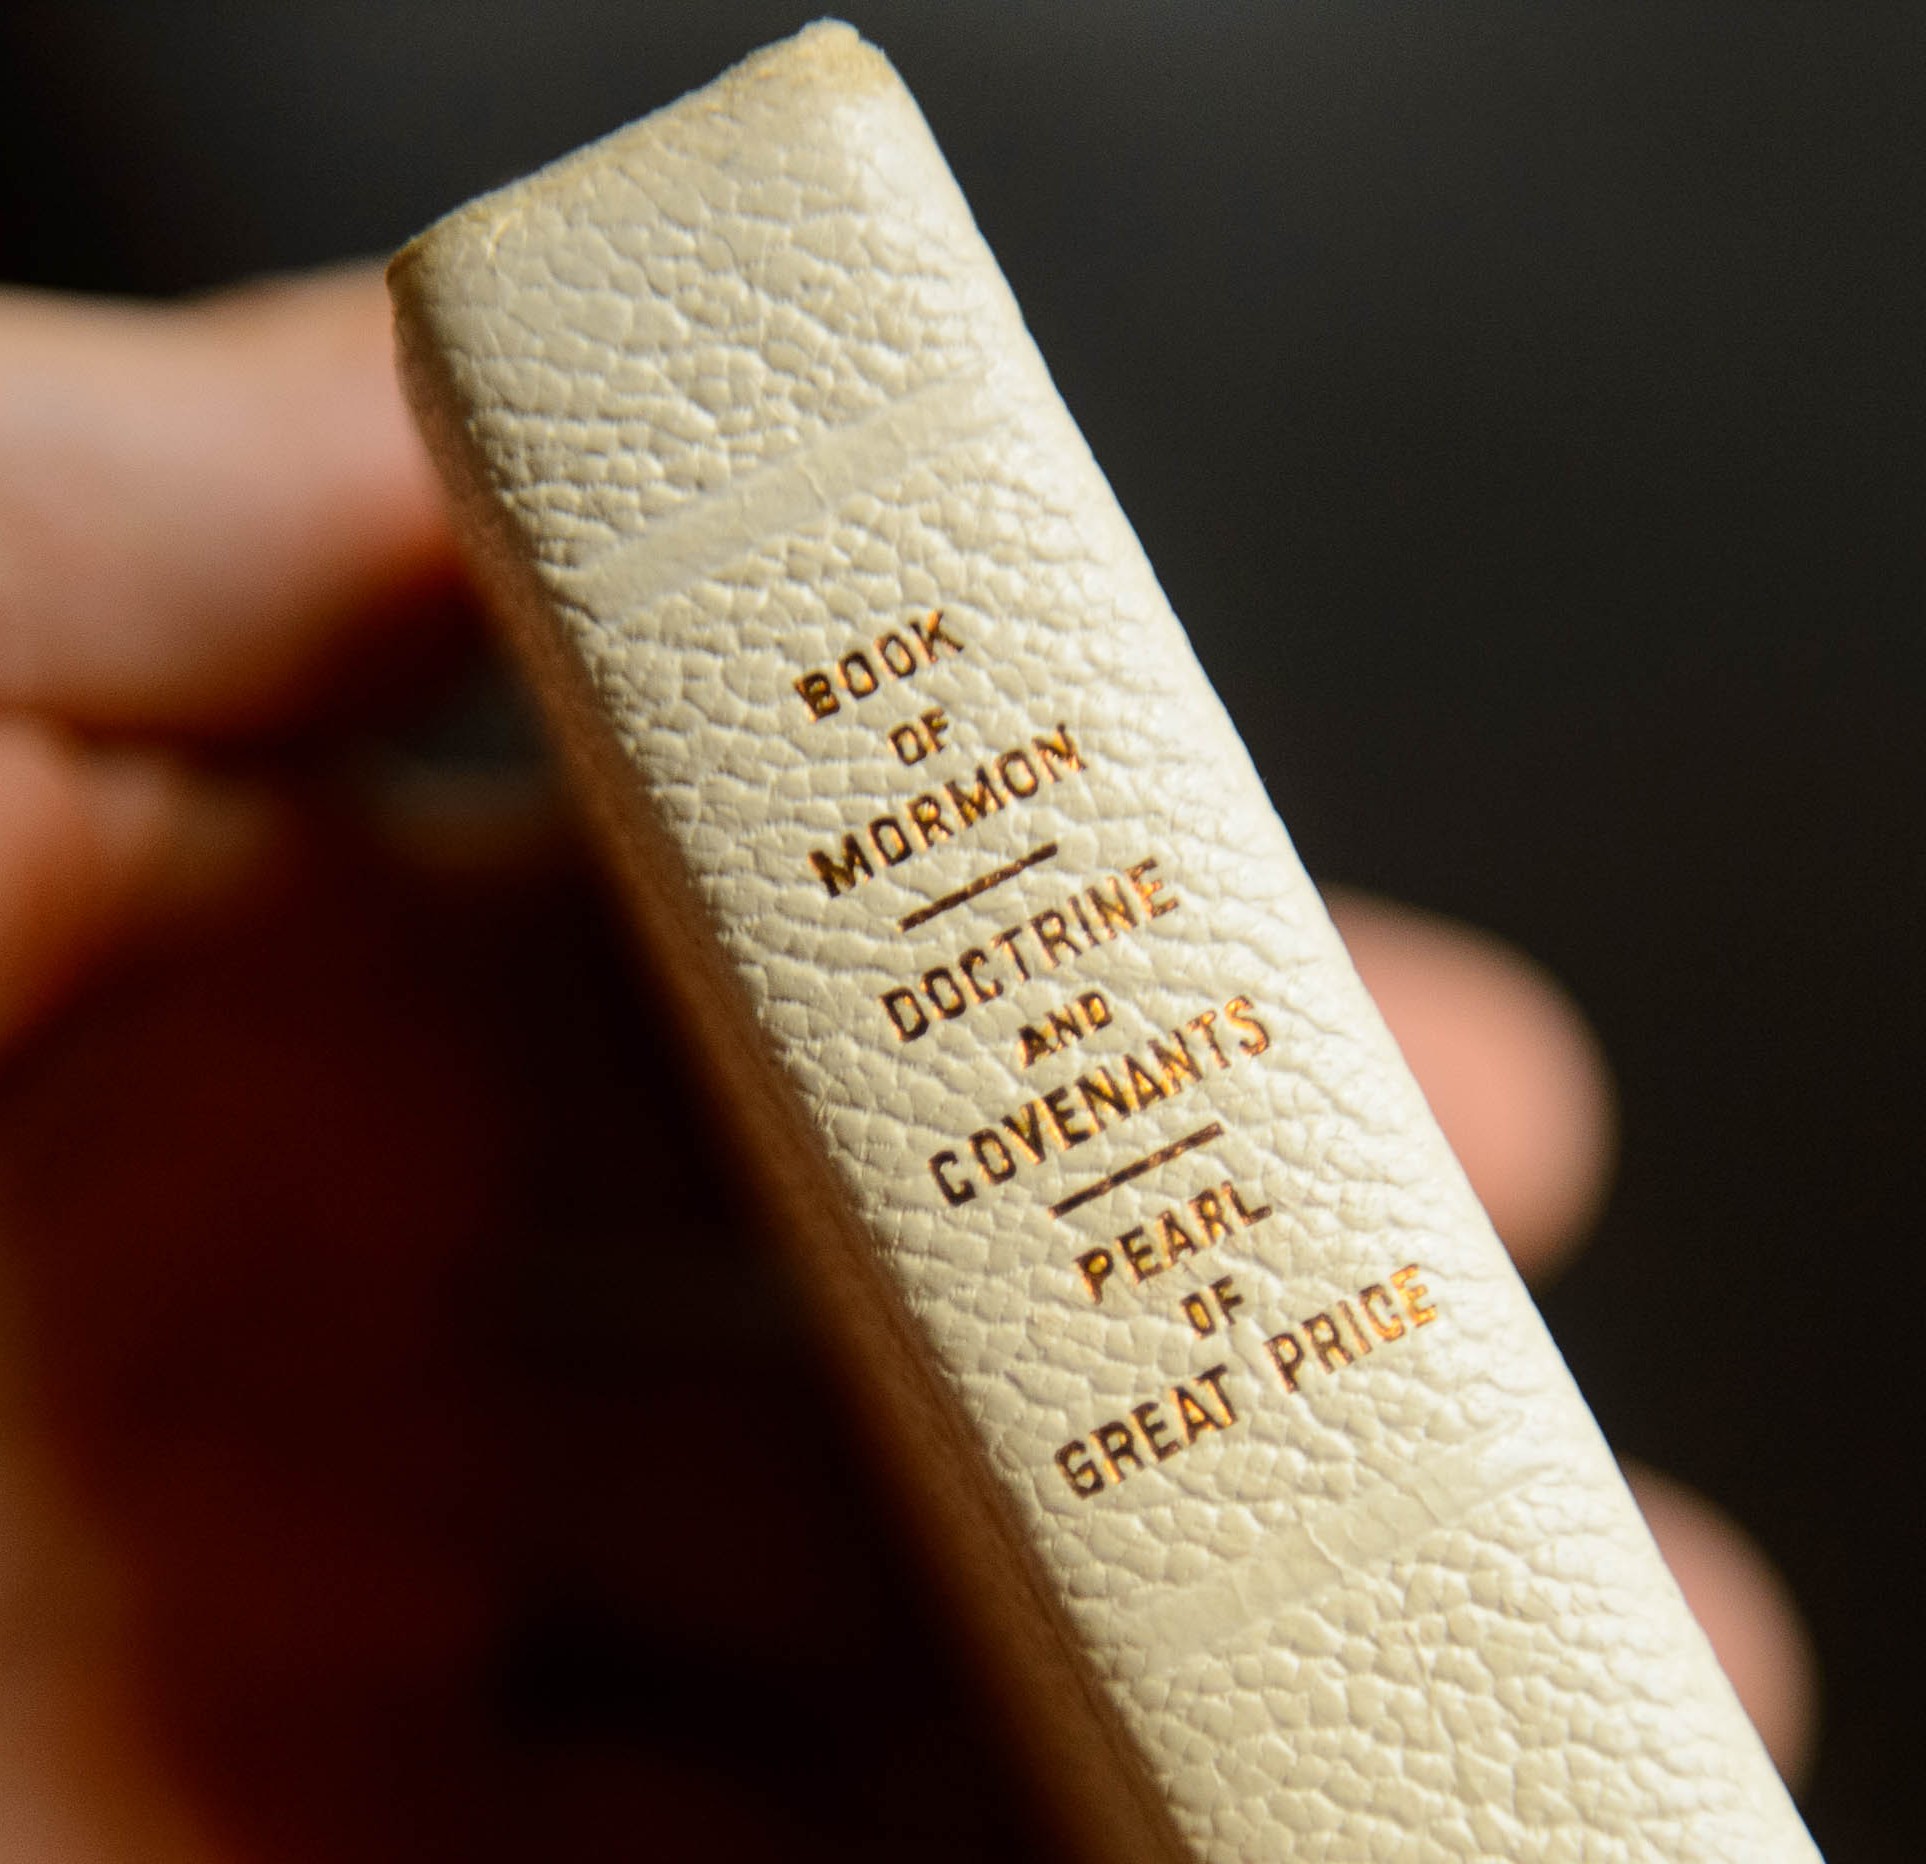 BOOK
OF
MORMON
DOCTRINE
AND
COVENANTS
PEARL
OF
GREAT PRICE